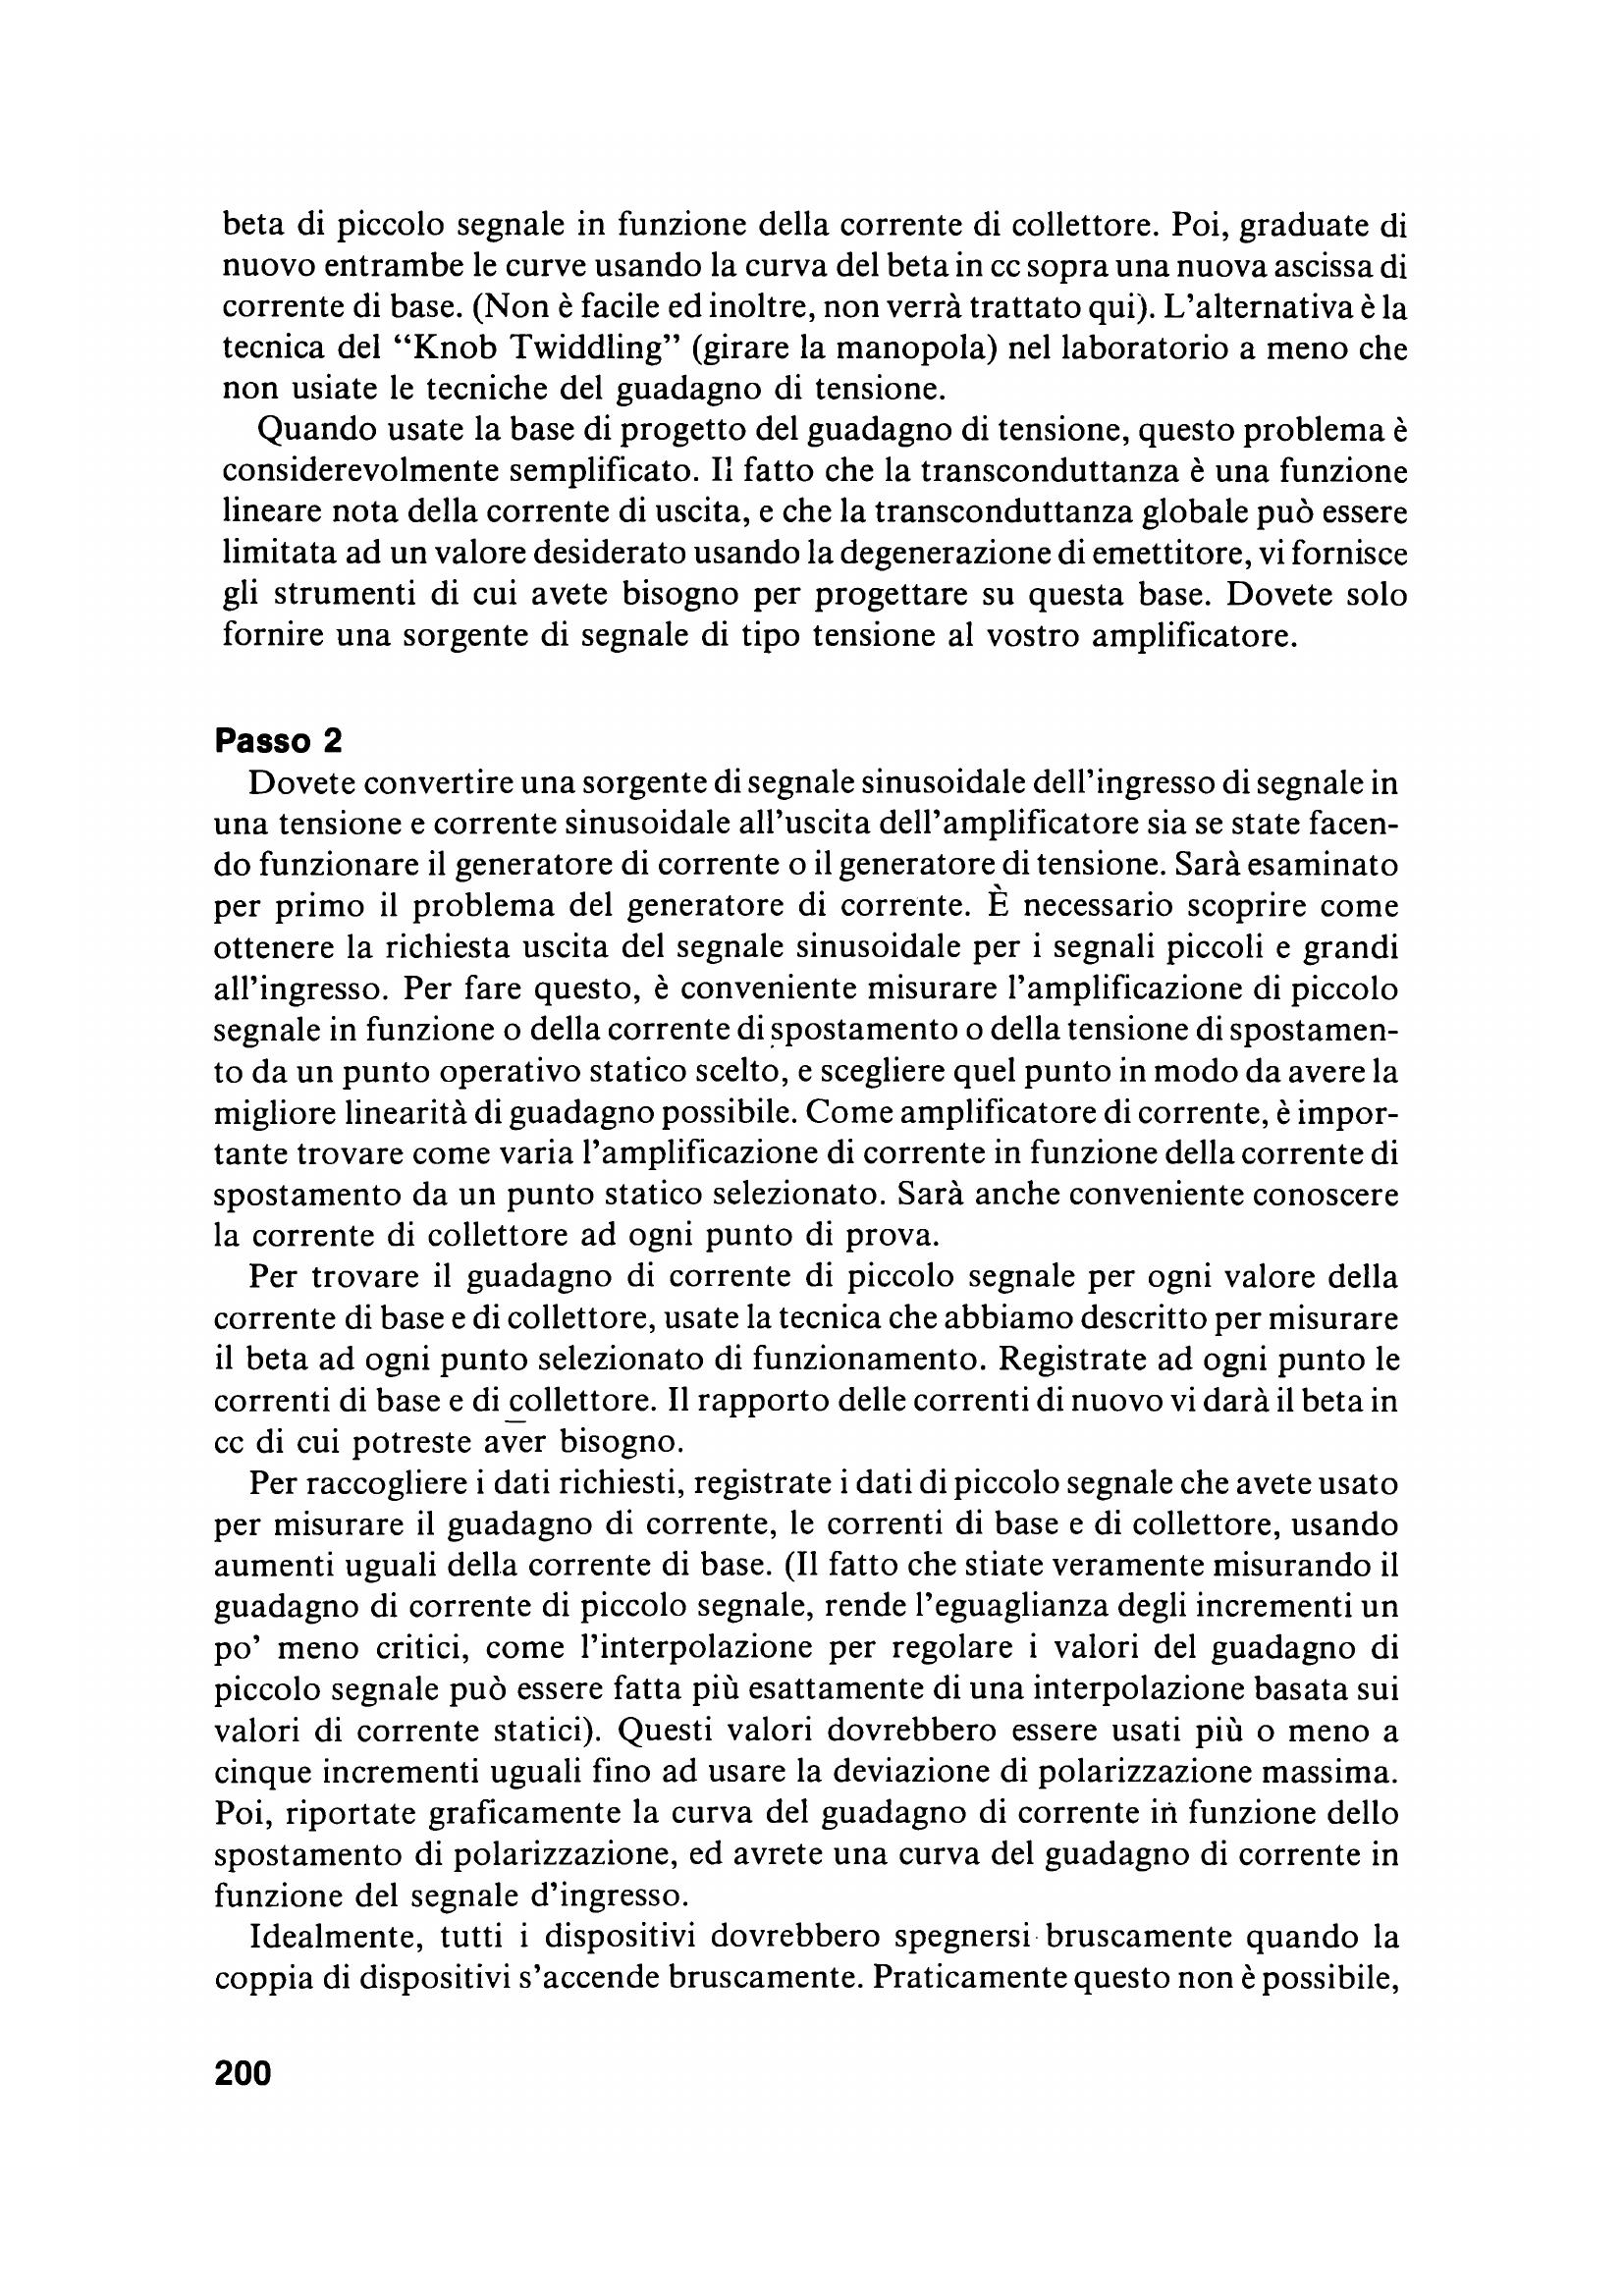 beta di piccolo segnale in funzione della corrente di collettore. Poi, graduate di
nuovo entrambe le curve usando la curva del beta in cc sopra una nuova ascissa di
corrente di base. (Non è facile ed inoltre, non verrà trattato qui). L'alternativa è la
tecnica del “Knob Twiddling” (girare la manopola) nel laboratorio a meno che
non usiate le tecniche del guadagno di tensione.
Quando usate la base di progetto del guadagno di tensione, questo problema è
considerevolmente semplificato. Il fatto che la transconduttanza è una funzione
lineare nota della corrente di uscita, e che la transconduttanza globale può essere
limitata ad un valore desiderato usando la degenerazione di emettitore, vi fornisce
gli strumenti di cui avete bisogno per progettare su questa base. Dovete solo
fornire una sorgente di segnale di tipo tensione al vostro amplificatore.
Passo 2
Dovete convertire una sorgente di segnale sinusoidale dell'ingresso di segnale in
una tensione e corrente sinusoidale all'uscita dell'amplificatore sia se state facen-
do funzionare il generatore di corrente o il generatore di tensione. Sarà esaminato
per primo il problema del generatore di corrente. È necessario scoprire come
ottenere la richiesta uscita del segnale sinusoidale per i segnali piccoli e grandi
all'ingresso. Per fare questo, è conveniente misurare l'amplificazione di piccolo
segnale in funzione o della corrente di spostamento o della tensione di spostamen-
to da un punto operativo statico scelto, e scegliere quel punto in modo da avere la
migliore linearità di guadagno possibile. Come amplificatore di corrente, è impor-
tante trovare come varia l'amplificazione di corrente in funzione della corrente di
spostamento da un punto statico selezionato. Sarà anche conveniente conoscere
la corrente di collettore ad ogni punto di prova.
Per trovare il guadagno di corrente di piccolo segnale per ogni valore della
corrente di base e di collettore, usate la tecnica che abbiamo descritto per misurare
il beta ad ogni punto selezionato di funzionamento. Registrate ad ogni punto le
correnti di base e di collettore. Il rapporto delle correnti di nuovo vi darà il beta in
cc di cui potreste aver bisogno.
Per raccogliere i dati richiesti, registrate i dati di piccolo segnale che avete usato
per misurare il guadagno di corrente, le correnti di base e di collettore, usando
aumenti uguali della corrente di base. (Il fatto che stiate veramente misurando il
guadagno di corrente di piccolo segnale, rende l'eguaglianza degli incrementi un
po' meno critici, come l'interpolazione per regolare i valori del guadagno di
piccolo segnale può essere fatta più esattamente di una interpolazione basata sui
valori di corrente statici). Questi valori dovrebbero essere usati più o meno a
cinque incrementi uguali fino ad usare la deviazione di polarizzazione massima.
Poi, riportate graficamente la curva del guadagno di corrente in funzione dello
spostamento di polarizzazione, ed avrete una curva del guadagno di corrente in
funzione del segnale d'ingresso.
Idealmente, tutti i dispositivi dovrebbero spegnersi bruscamente quando la
coppia di dispositivi s'accende bruscamente. Praticamente questo non è possibile,
200